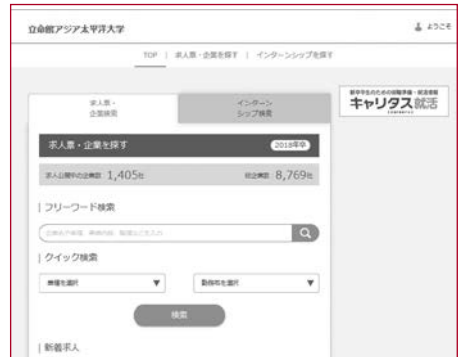 立命館アジア太平洋大学
ようこそ
TOP | 求人票・企業を探す | インターンシップを探す
求人票・
企業検索
インターン
シップ検索
キャリタス就活
求人票・企業を探す
2018年卒
求人公開中の企業数 1,405社
総企業数 8,769社
フリーワード検索
クイック検索
業種を選択
勤務地を選択
検索
新着求人